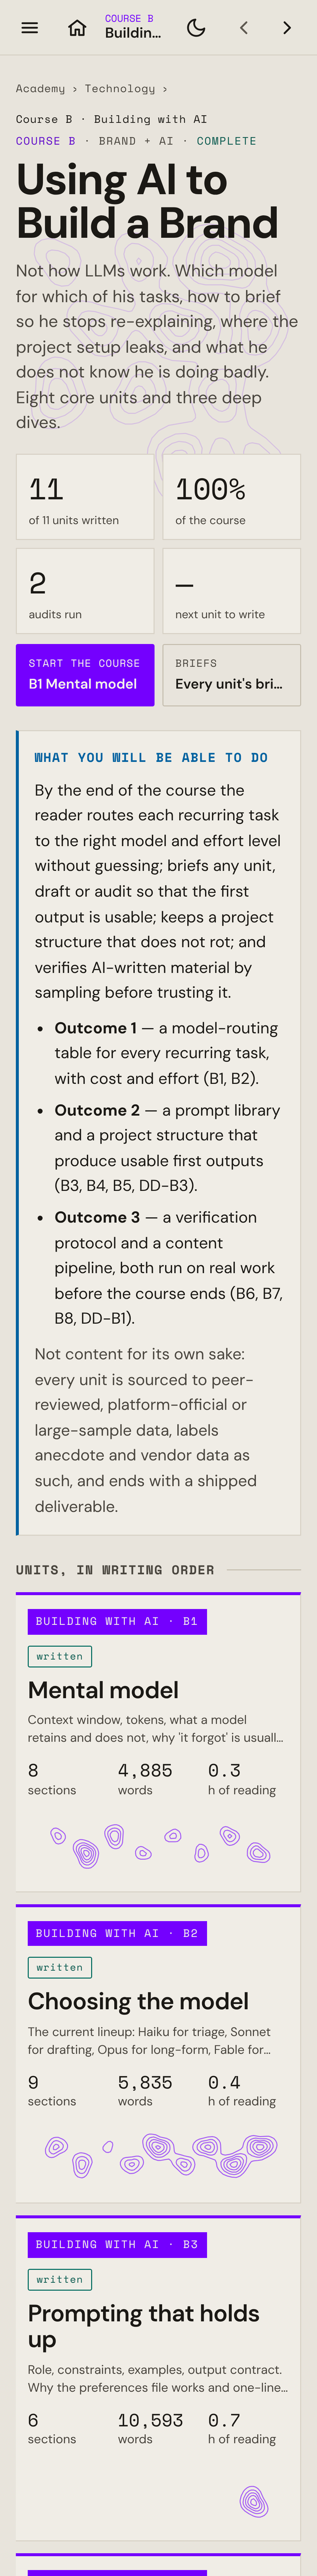 COURSE B
Buildin…
Academy › Technology ›
Course B · Building with AI
COURSE B · BRAND + AI · COMPLETE
Using AI to
Build a Brand
Not how LLMs work. Which model
for which of his tasks, how to brief
so he stops re-explaining, where the
project setup leaks, and what he
does not know he is doing badly.
Eight core units and three deep
dives.
11
of 11 units written
100%
of the course
2
audits run
—
next unit to write
START THE COURSE
B1 Mental model
BRIEFS
Every unit's bri…
WHAT YOU WILL BE ABLE TO DO
By the end of the course the
reader routes each recurring task
to the right model and effort level
without guessing; briefs any unit,
draft or audit so that the first
output is usable; keeps a project
structure that does not rot; and
verifies AI-written material by
sampling before trusting it.
• Outcome 1 — a model-routing
table for every recurring task,
with cost and effort (B1, B2).
• Outcome 2 — a prompt library
and a project structure that
produce usable first outputs
(B3, B4, B5, DD-B3).
• Outcome 3 — a verification
protocol and a content
pipeline, both run on real work
before the course ends (B6, B7,
B8, DD-B1).
Not content for its own sake:
every unit is sourced to peer-
reviewed, platform-official or
large-sample data, labels
anecdote and vendor data as
such, and ends with a shipped
deliverable.
UNITS, IN WRITING ORDER
BUILDING WITH AI · B1
written
Mental model
Context window, tokens, what a model
retains and does not, why 'it forgot' is usuall…
8
sections
4,885
words
0.3
h of reading
BUILDING WITH AI · B2
written
Choosing the model
The current lineup: Haiku for triage, Sonnet
for drafting, Opus for long-form, Fable for…
9
sections
5,835
words
0.4
h of reading
BUILDING WITH AI · B3
written
Prompting that holds
up
Role, constraints, examples, output contract.
Why the preferences file works and one-line…
6
sections
10,593
words
0.7
h of reading